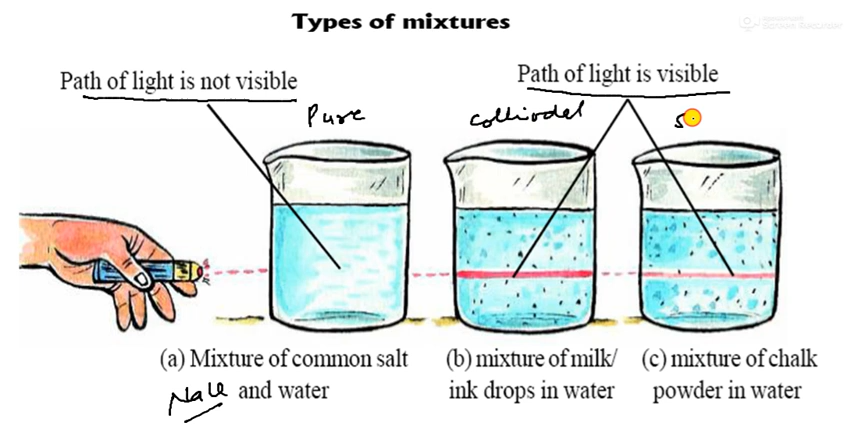 Types of mixtures
Path of light is not visible
Path of light is visible
Pure
Colliodel
S
(a) Mixture of common salt
and water
NaCl
(b) mixture of milk/
ink drops in water
(c) mixture of chalk
powder in water